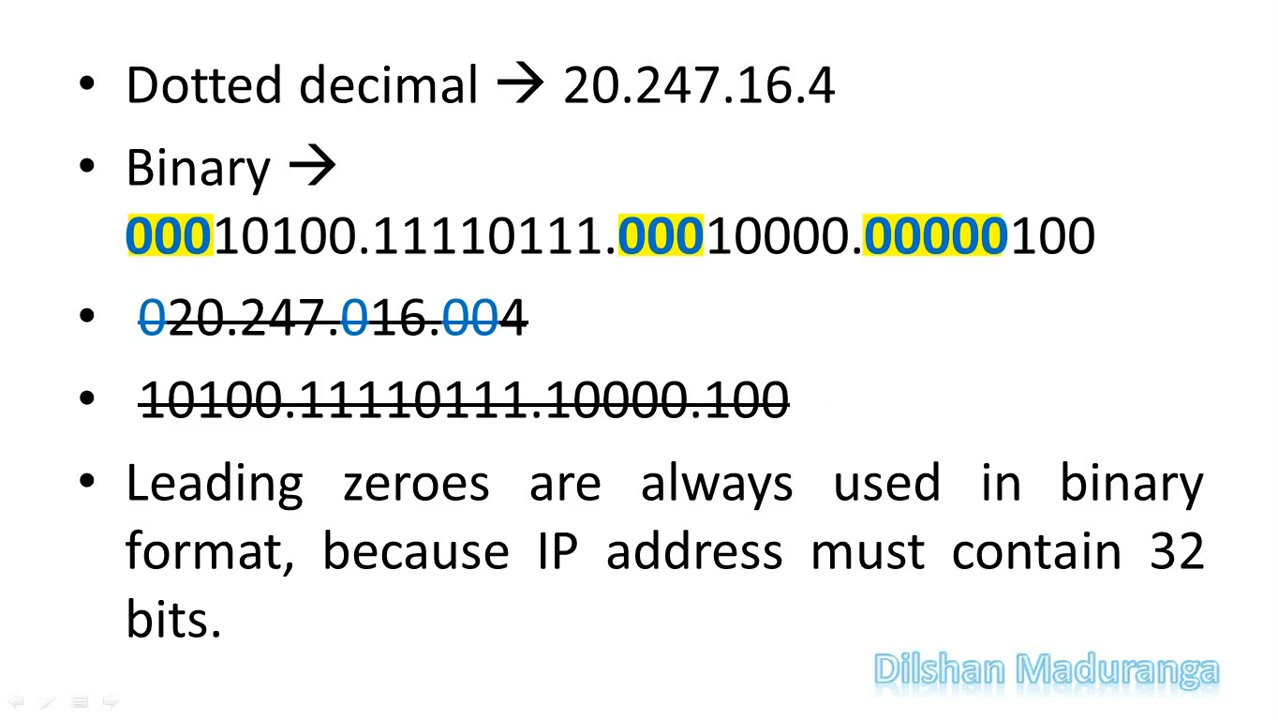 • Dotted decimal → 20.247.16.4
• Binary →
00010100.11110111.00010000.00000100
• 020.247.016.004
• 10100.11110111.10000.100
• Leading zeroes are always used in binary
format, because IP address must contain 32
bits.
Dilshan Maduranga